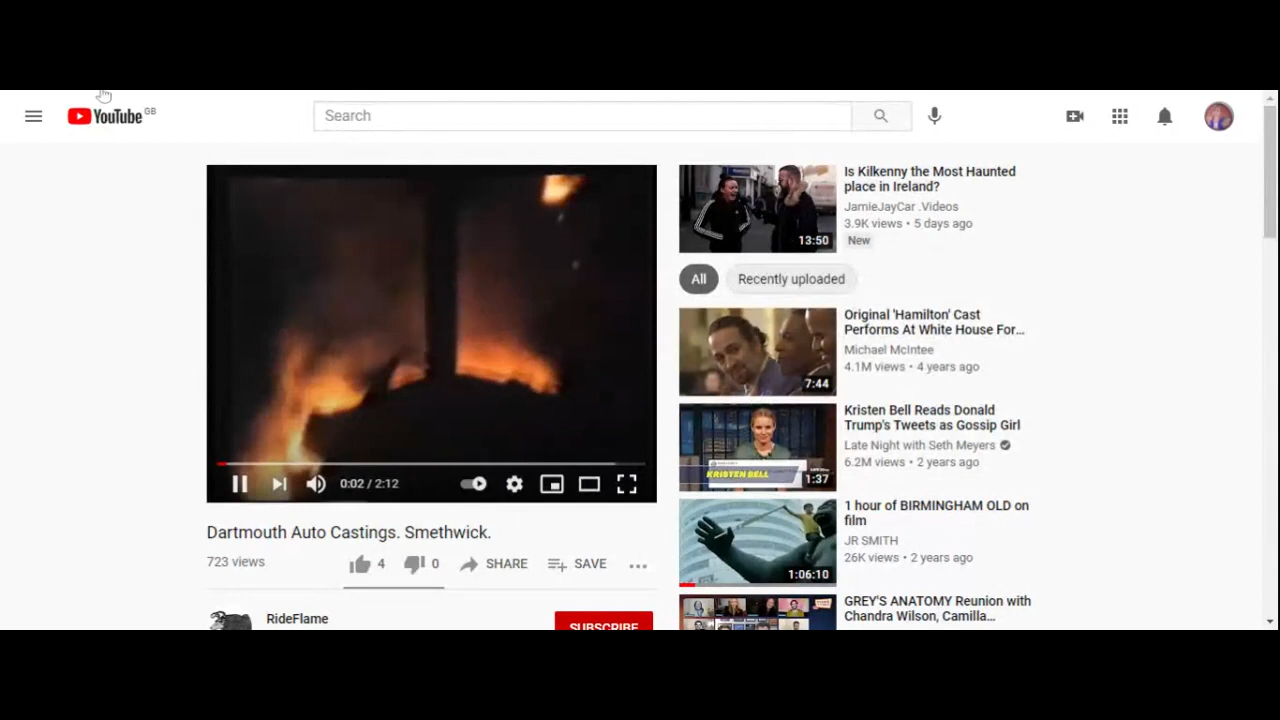 YouTube GB
Search
Is Kilkenny the Most Haunted
place in Ireland?
JamieJayCar .Videos
3.9K views • 5 days ago
New
13:50
All
Recently uploaded
Original 'Hamilton' Cast
Performs At White House For...
Michael McIntee
4.1M views • 4 years ago
7:44
Kristen Bell Reads Donald
Trump's Tweets as Gossip Girl
Late Night with Seth Meyers
6.2M views • 2 years ago
KRISTEN BELL
1:37
1 hour of BIRMINGHAM OLD on
film
JR SMITH
26K views • 2 years ago
1:06:10
GREY'S ANATOMY Reunion with
Chandra Wilson, Camilla...
0:02 / 2:12
Dartmouth Auto Castings. Smethwick.
723 views
4
0
SHARE
SAVE
RideFlame
SUBSCRIBE